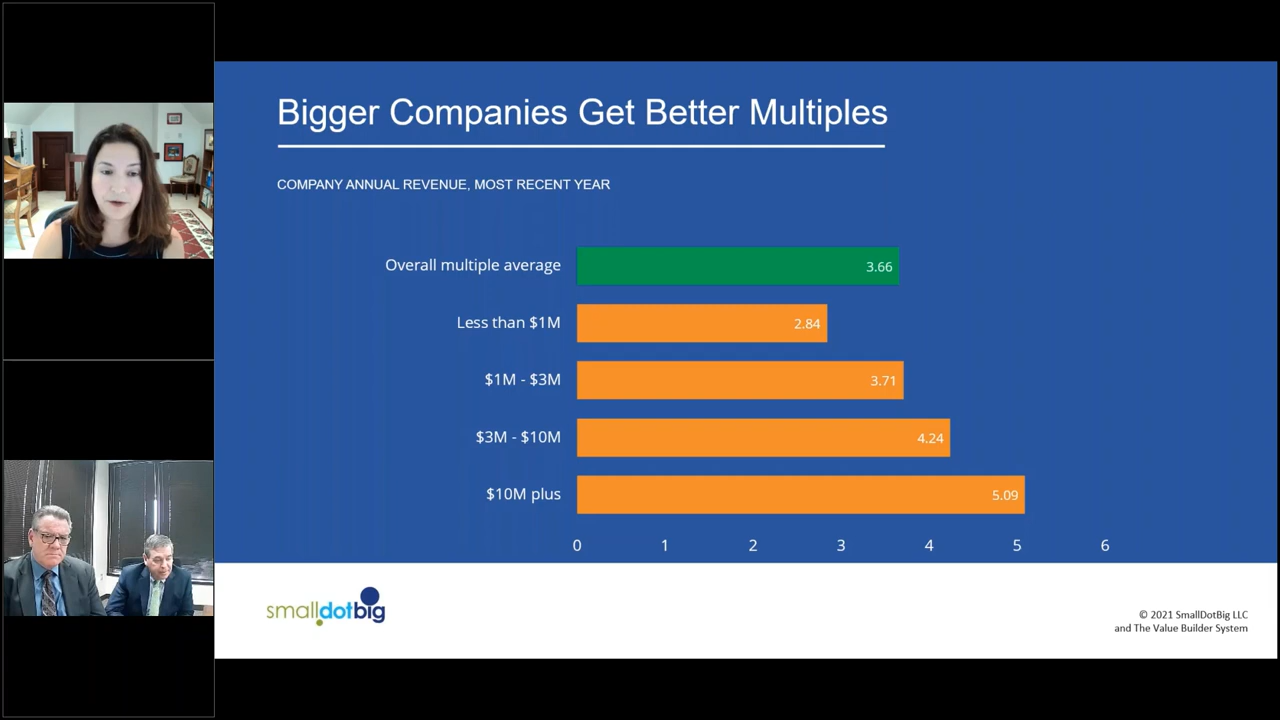 Bigger Companies Get Better Multiples
COMPANY ANNUAL REVENUE, MOST RECENT YEAR
Overall multiple average 3.66
Less than $1M 2.84
$1M - $3M 3.71
$3M - $10M 4.24
$10M plus 5.09
0 1 2 3 4 5 6
smalldotbig
© 2021 SmallDotBig LLC
and The Value Builder System